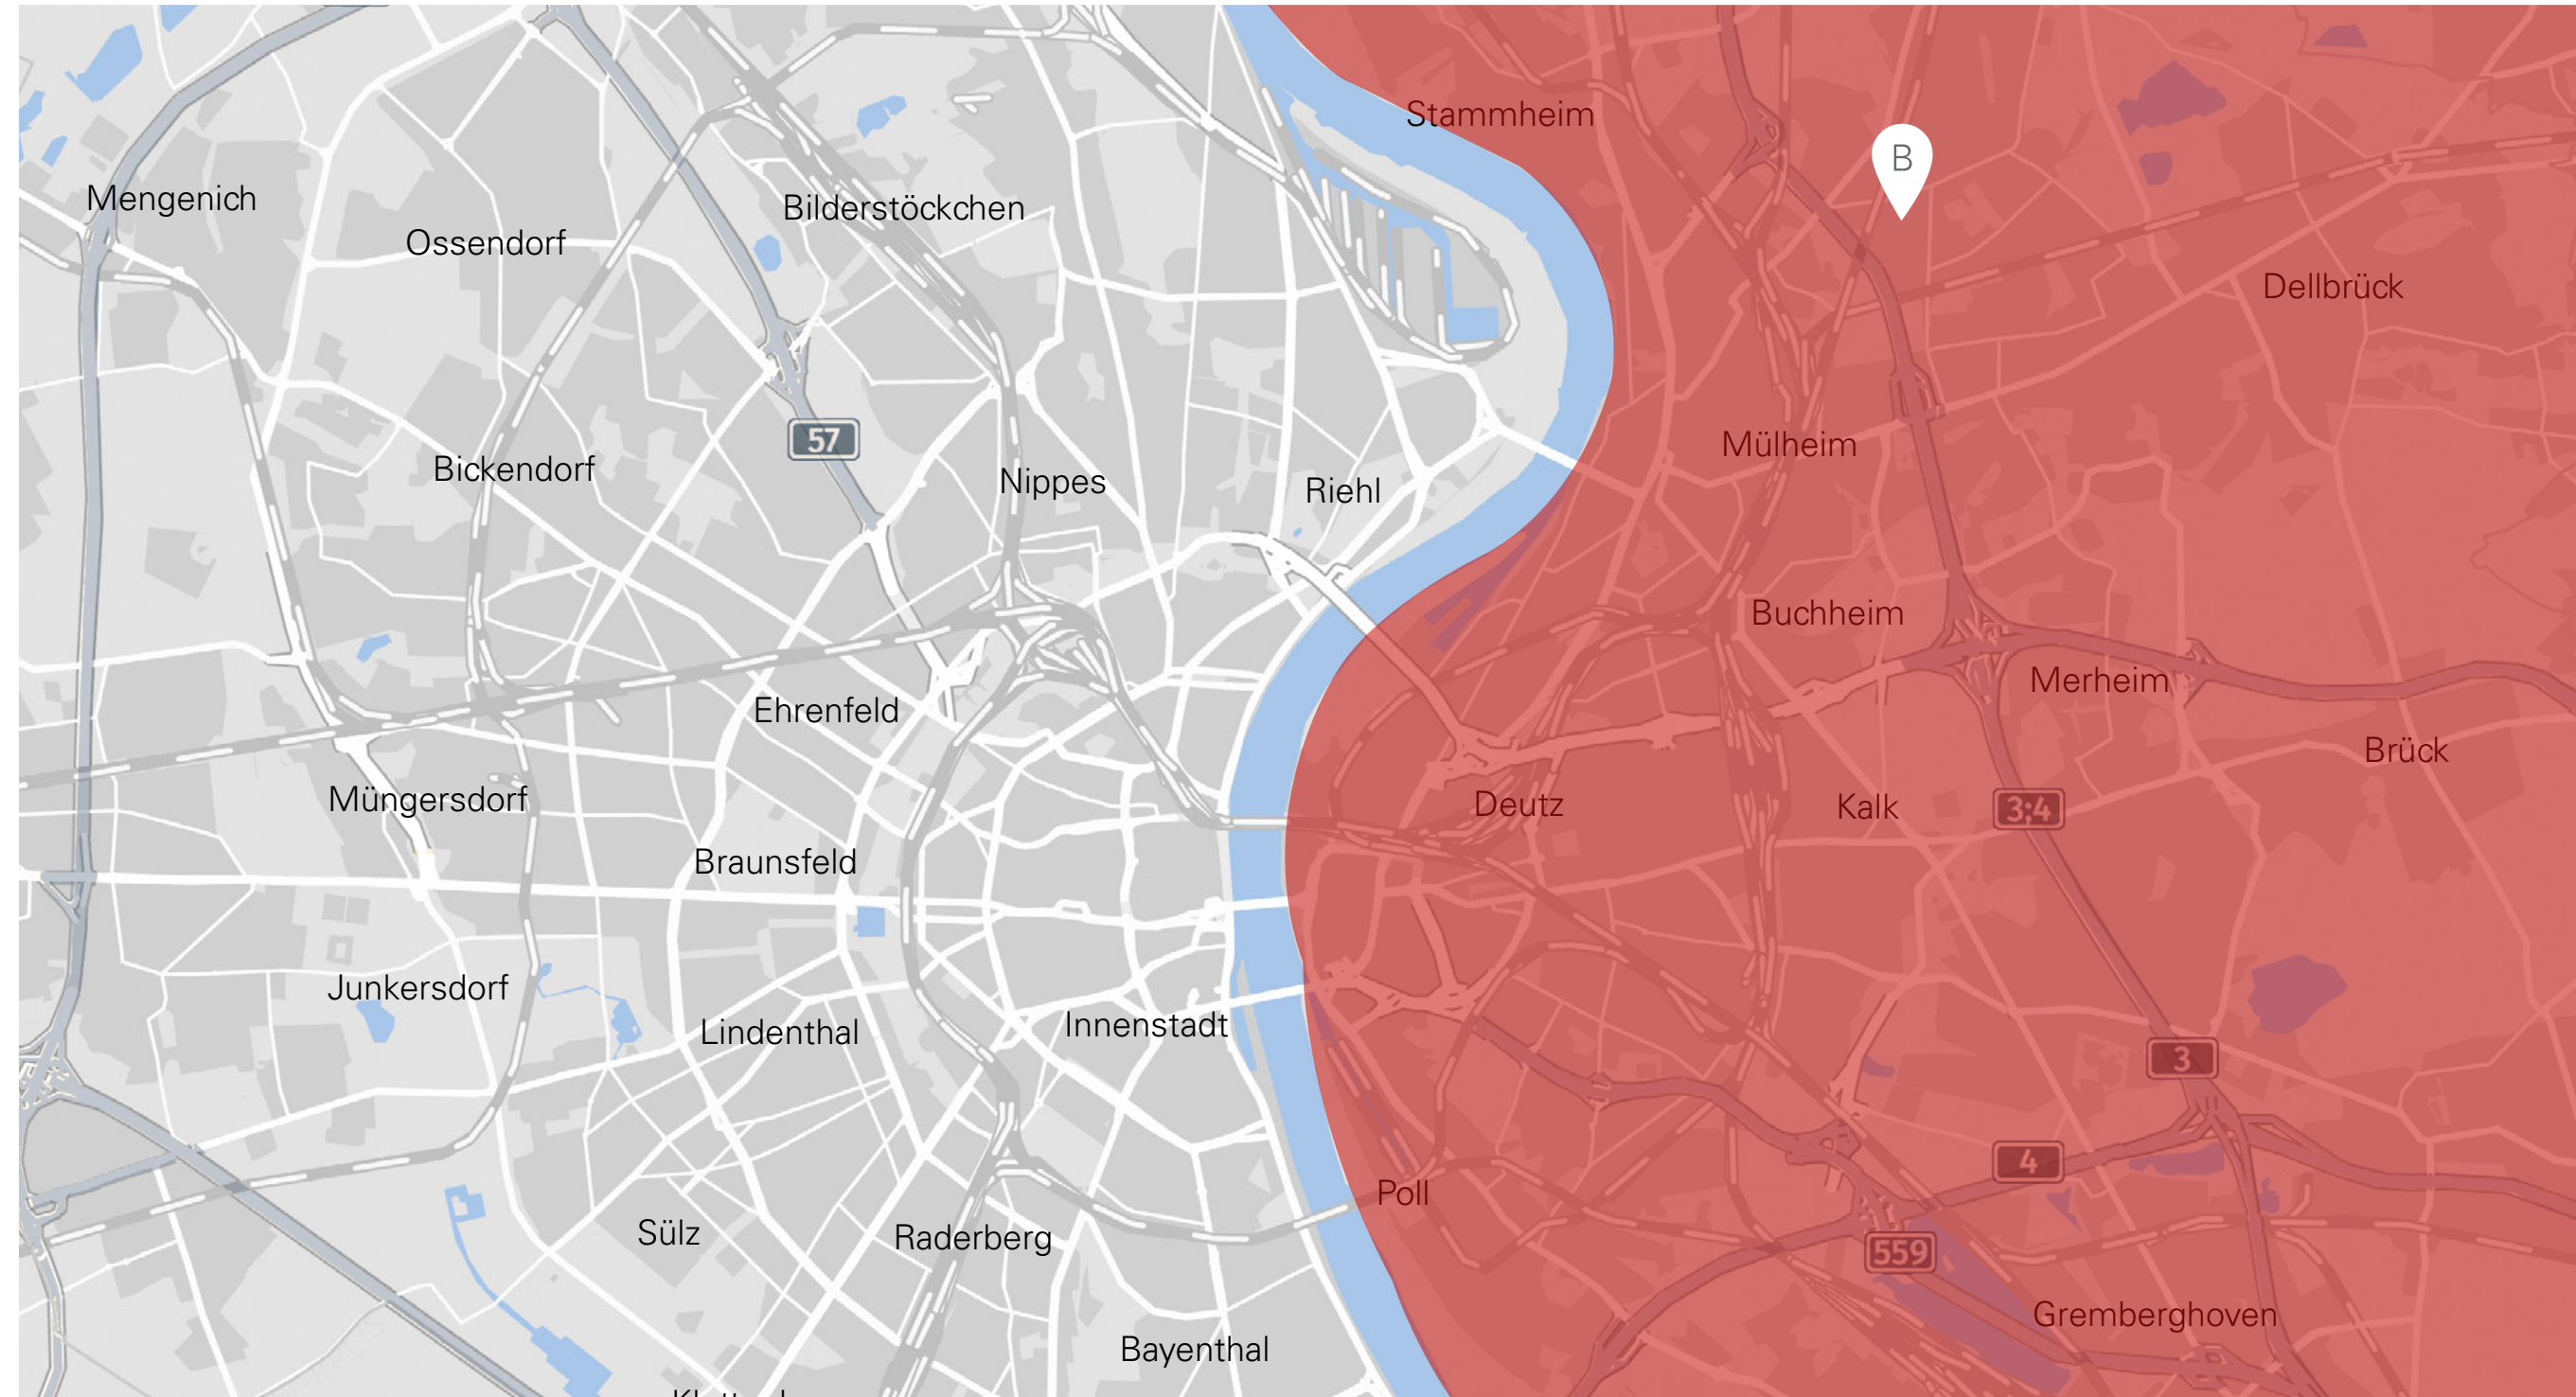 Stammheim
B
Mengenich
Bilderstöckchen
Ossendorf
Dellbrück
57
Mülheim
Bickendorf
Nippes
Riehl
Buchheim
Merheim
Ehrenfeld
Brück
Müngersdorf
Deutz
Kalk
3;4
Braunsfeld
Junkersdorf
Lindenthal
Innenstadt
3
4
Poll
Sülz
Raderberg
559
Gremberghoven
Bayenthal